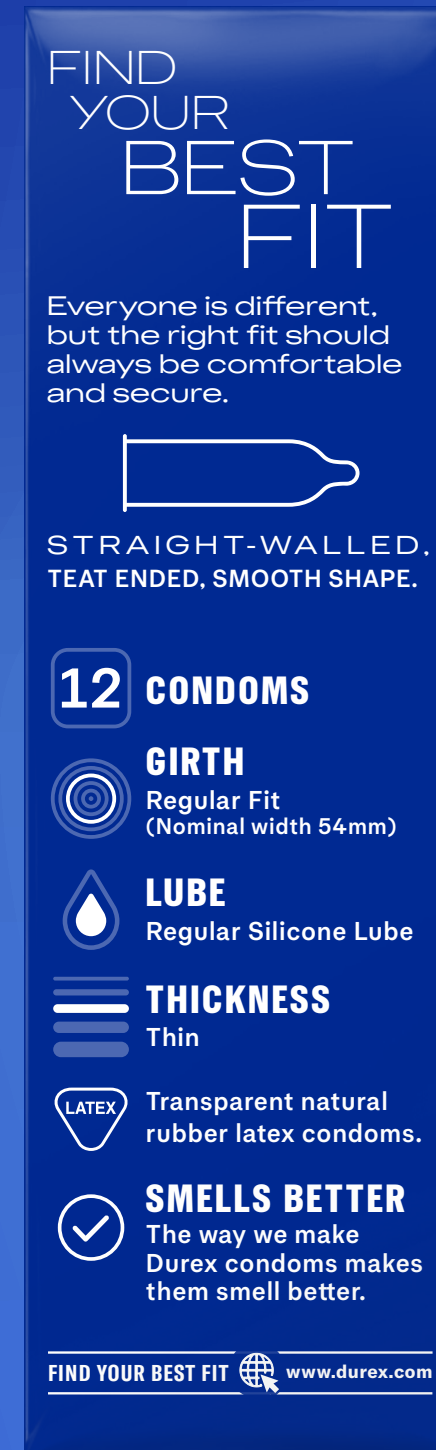 FIND
YOUR
BEST
FIT
Everyone is different,
but the right fit should
always be comfortable
and secure.
STRAIGHT-WALLED,
TEAT ENDED, SMOOTH SHAPE.
12 CONDOMS
GIRTH
Regular Fit
(Nominal width 54mm)
LUBE
Regular Silicone Lube
THICKNESS
Thin
LATEX
Transparent natural
rubber latex condoms.
SMELLS BETTER
The way we make
Durex condoms makes
them smell better.
FIND YOUR BEST FIT www.durex.com